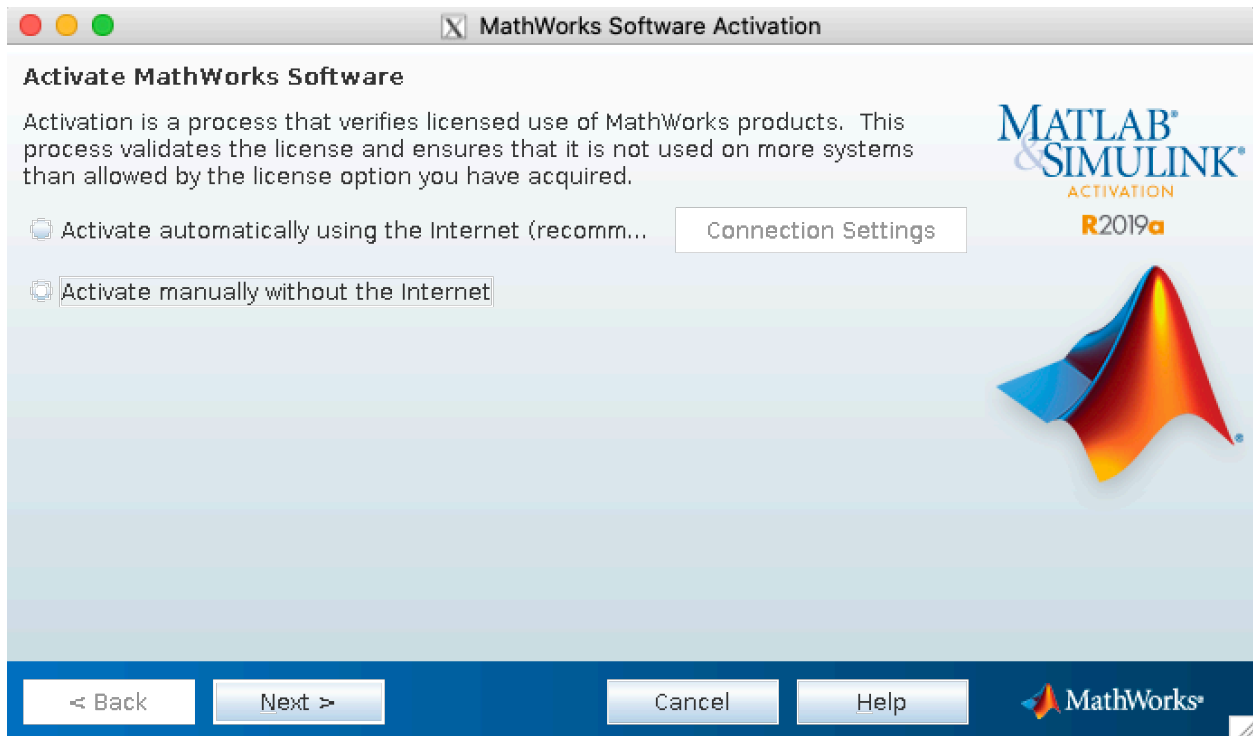 MathWorks Software Activation
Activate MathWorks Software
Activation is a process that verifies licensed use of MathWorks products. This
process validates the license and ensures that it is not used on more systems
than allowed by the license option you have acquired.
Activate automatically using the Internet (recomm...
Connection Settings
Activate manually without the Internet
MATLAB®
&SIMULINK®
ACTIVATION
R2019a
®
< Back
Next >
Cancel
Help
MathWorks®